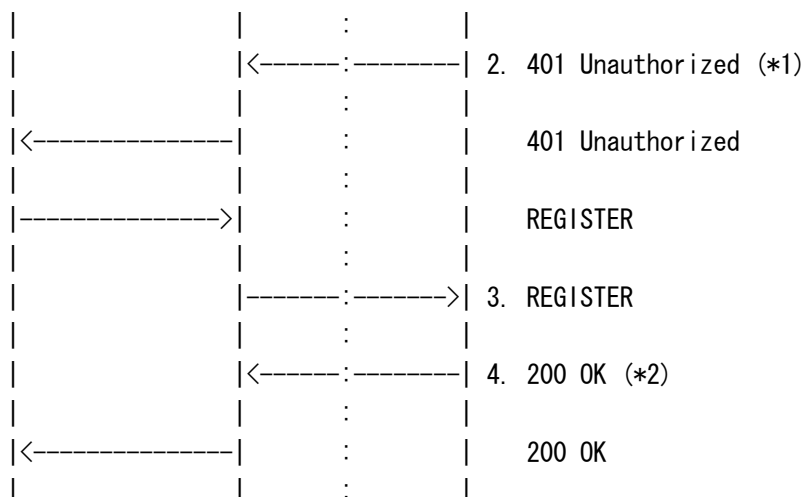 |               |       :       |
|               |<------:--------| 2. 401 Unauthorized (*1)
|               |       :       |
|<---------------|       :       |    401 Unauthorized
|               |       :       |
|--------------->|       :       |    REGISTER
|               |       :       |
|               |------:------->| 3. REGISTER
|               |       :       |
|               |<------:--------| 4. 200 OK (*2)
|               |       :       |
|<---------------|       :       |    200 OK
|               |       :       |